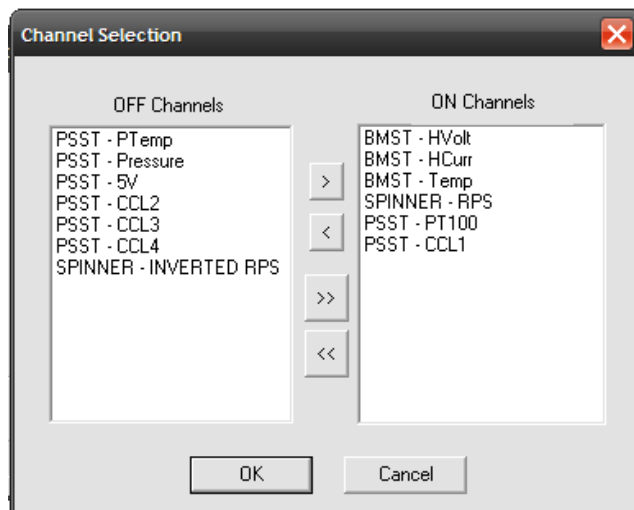 Channel Selection
OFF Channels
ON Channels
PSST - PTemp
PSST - Pressure
PSST - 5V
PSST - CCL2
PSST - CCL3
PSST - CCL4
SPINNER - INVERTED RPS
>
<
>>
<<
BMST - HVolt
BMST - HCurr
BMST - Temp
SPINNER - RPS
PSST - PT100
PSST - CCL1
OK
Cancel